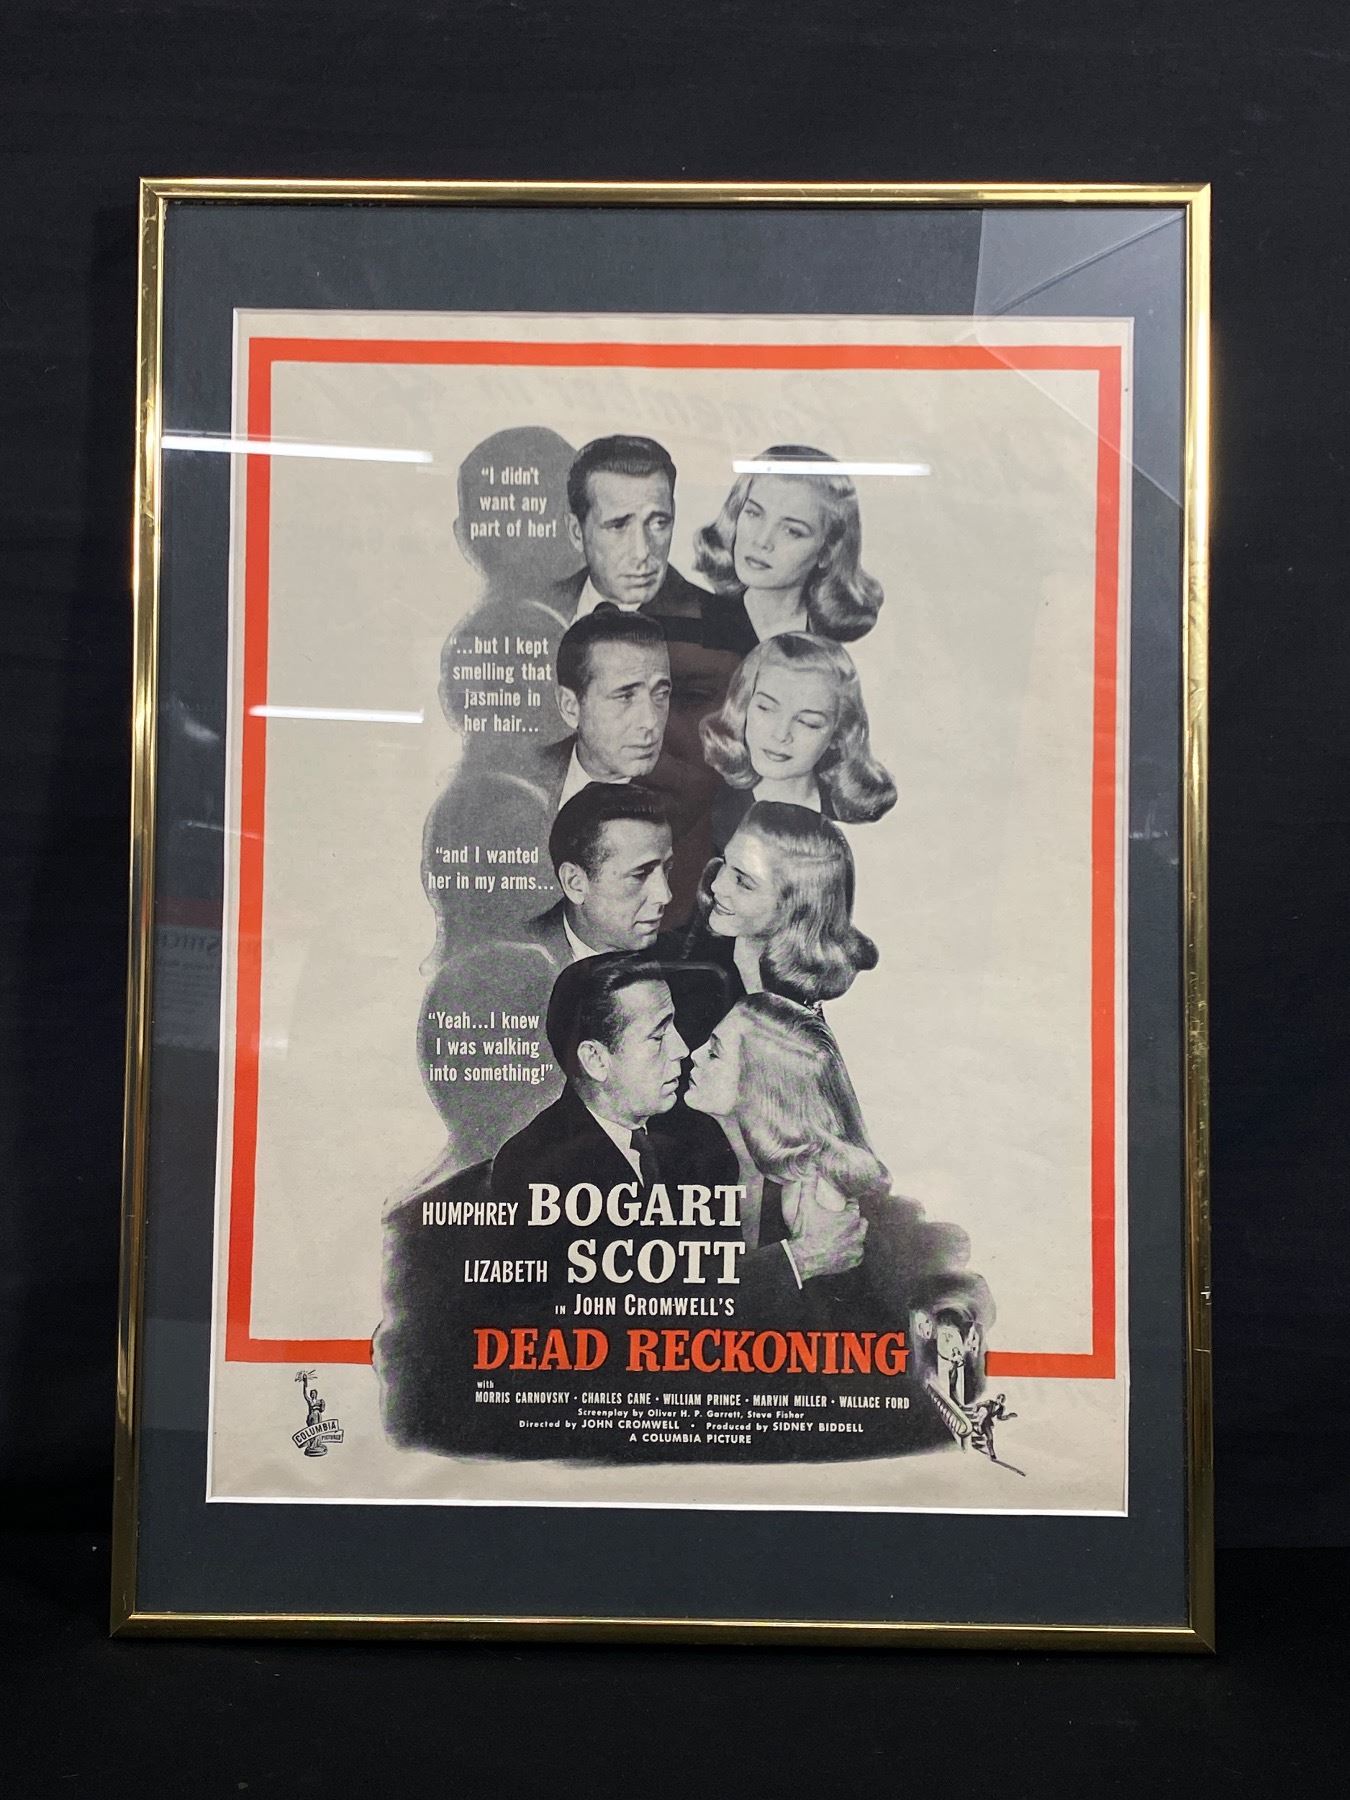 “I didn't
want any
part of her!
“...but I kept
smelling that
jasmine in
her hair...
“and I wanted
her in my arms...
“Yeah...I knew
I was walking
into something!”
HUMPHREY BOGART
LIZABETH SCOTT
IN JOHN CROMWELL'S
DEAD RECKONING
with
MORRIS CARNOVSKY • CHARLES CANE • WILLIAM PRINCE • MARVIN MILLER • WALLACE FORD
Screenplay by Oliver H. P. Garrett, Steve Fisher
Directed by JOHN CROMWELL • Produced by SIDNEY BIDDELL
A COLUMBIA PICTURE
COLUMBIA
PICTURES